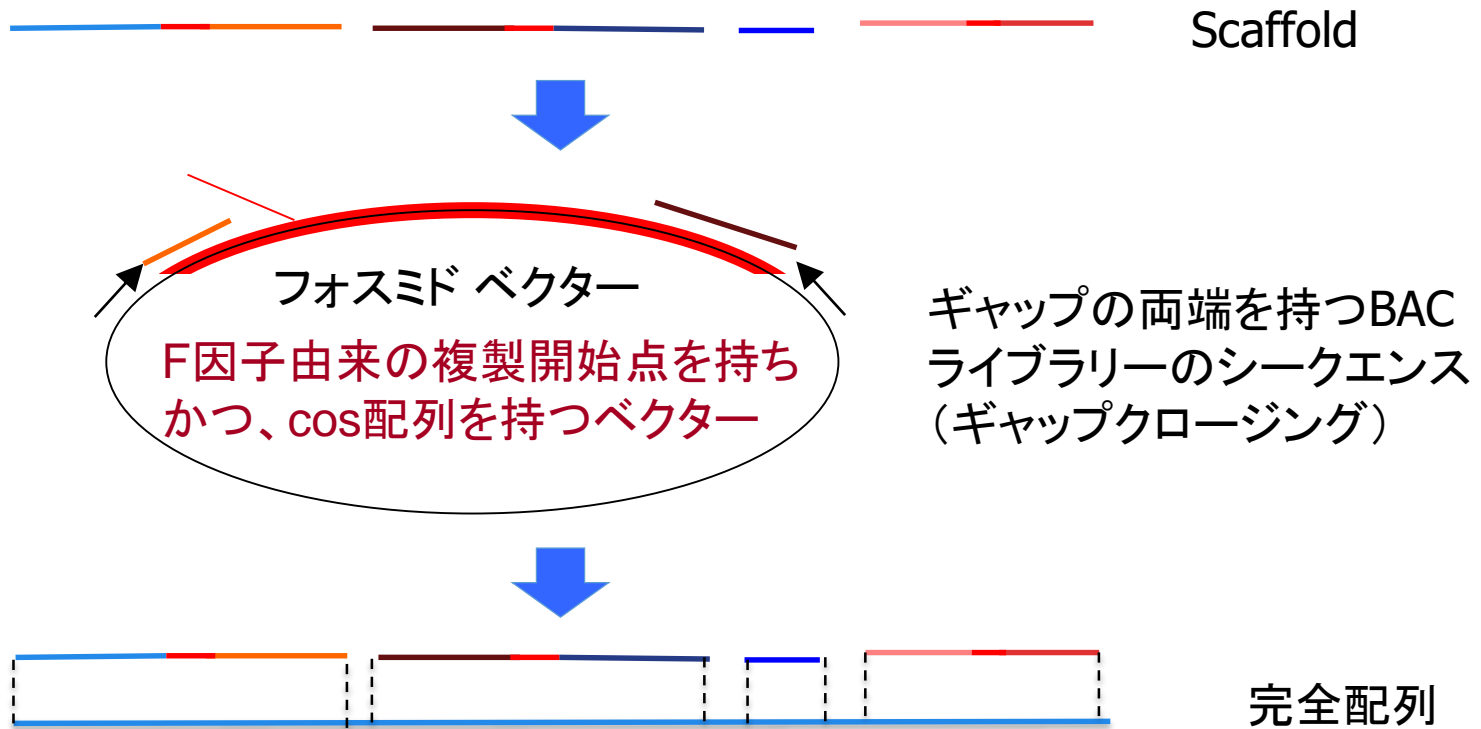 Scaffold
フォスミド ベクター
F因子由来の複製開始点を持ち
かつ、cos配列を持つベクター
ギャップの両端を持つBAC
ライブラリーのシークエンス
（ギャップクロージング）
完全配列